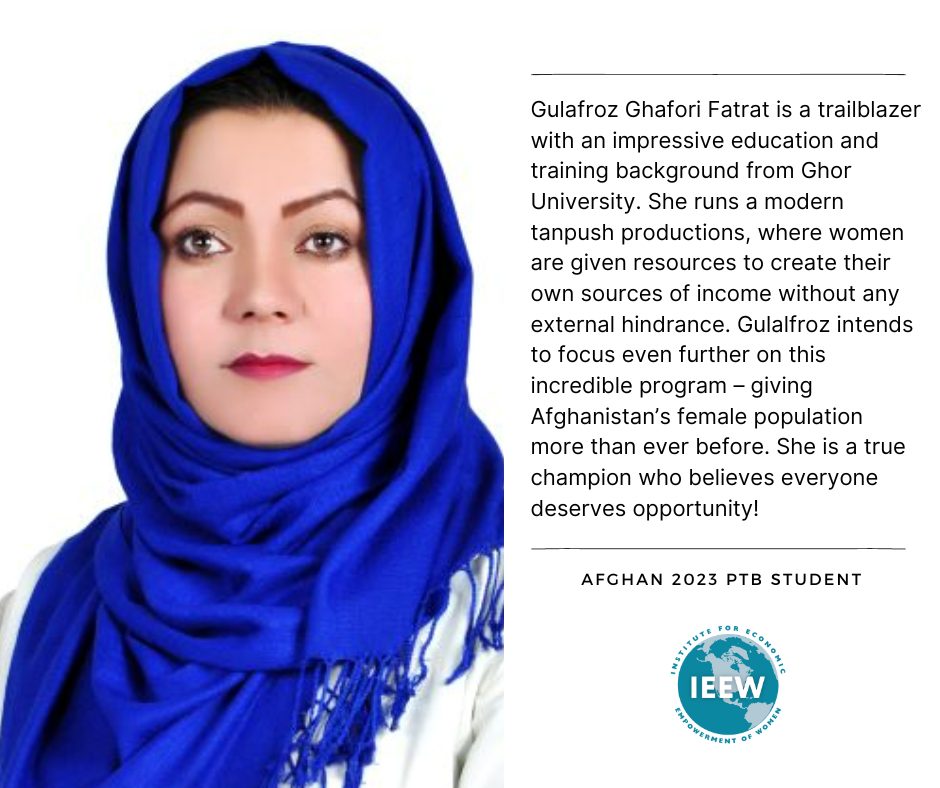 Gulafroz Ghafori Fatrat is a trailblazer
with an impressive education and
training background from Ghor
University. She runs a modern
tanpush productions, where women
are given resources to create their
own sources of income without any
external hindrance. Gulalfroz intends
to focus even further on this
incredible program – giving
Afghanistan's female population
more than ever before. She is a true
champion who believes everyone
deserves opportunity!
AFGHAN 2023 PTB STUDENT
INSTITUTE FOR ECONOMIC
IEEW
EMPOWERMENT OF WOMEN